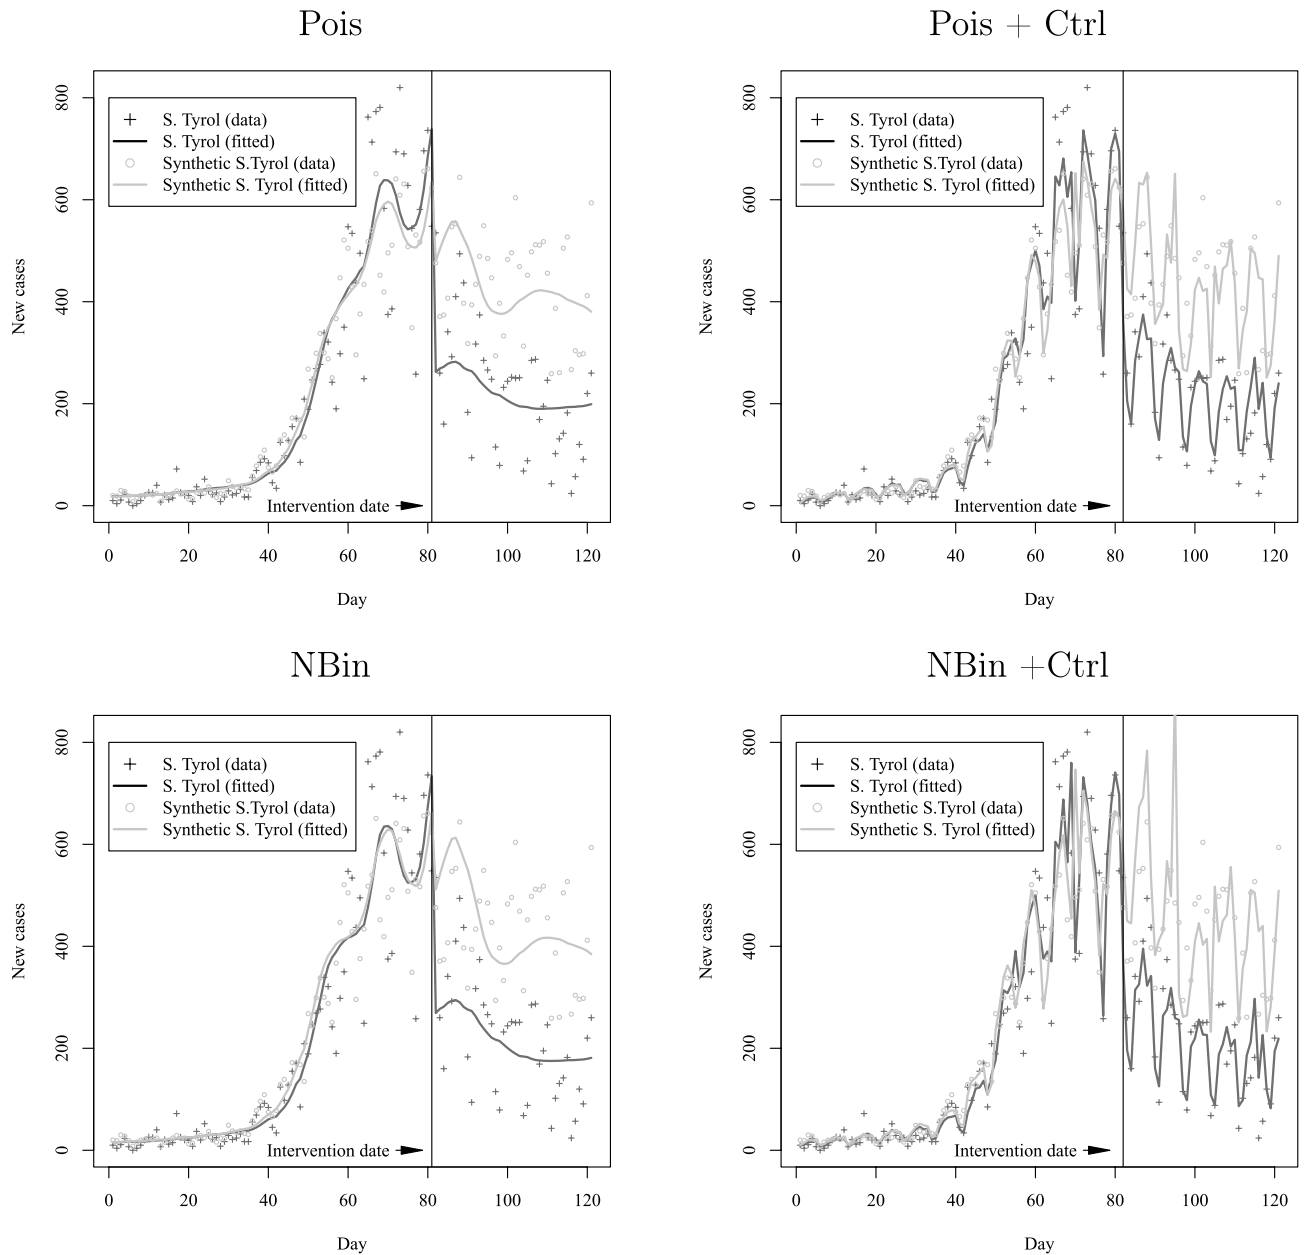 Pois
800
600
400
200
0
New cases
S. Tyrol (data)
S. Tyrol (fitted)
Synthetic S.Tyrol (data)
Synthetic S. Tyrol (fitted)
Intervention date
0 20 40 60 80 100 120
Day
Pois + Ctrl
800
600
400
200
0
New cases
S. Tyrol (data)
S. Tyrol (fitted)
Synthetic S.Tyrol (data)
Synthetic S. Tyrol (fitted)
Intervention date
0 20 40 60 80 100 120
Day
NBin
800
600
400
200
0
New cases
S. Tyrol (data)
S. Tyrol (fitted)
Synthetic S.Tyrol (data)
Synthetic S. Tyrol (fitted)
Intervention date
0 20 40 60 80 100 120
Day
NBin +Ctrl
800
600
400
200
0
New cases
S. Tyrol (data)
S. Tyrol (fitted)
Synthetic S.Tyrol (data)
Synthetic S. Tyrol (fitted)
Intervention date
0 20 40 60 80 100 120
Day